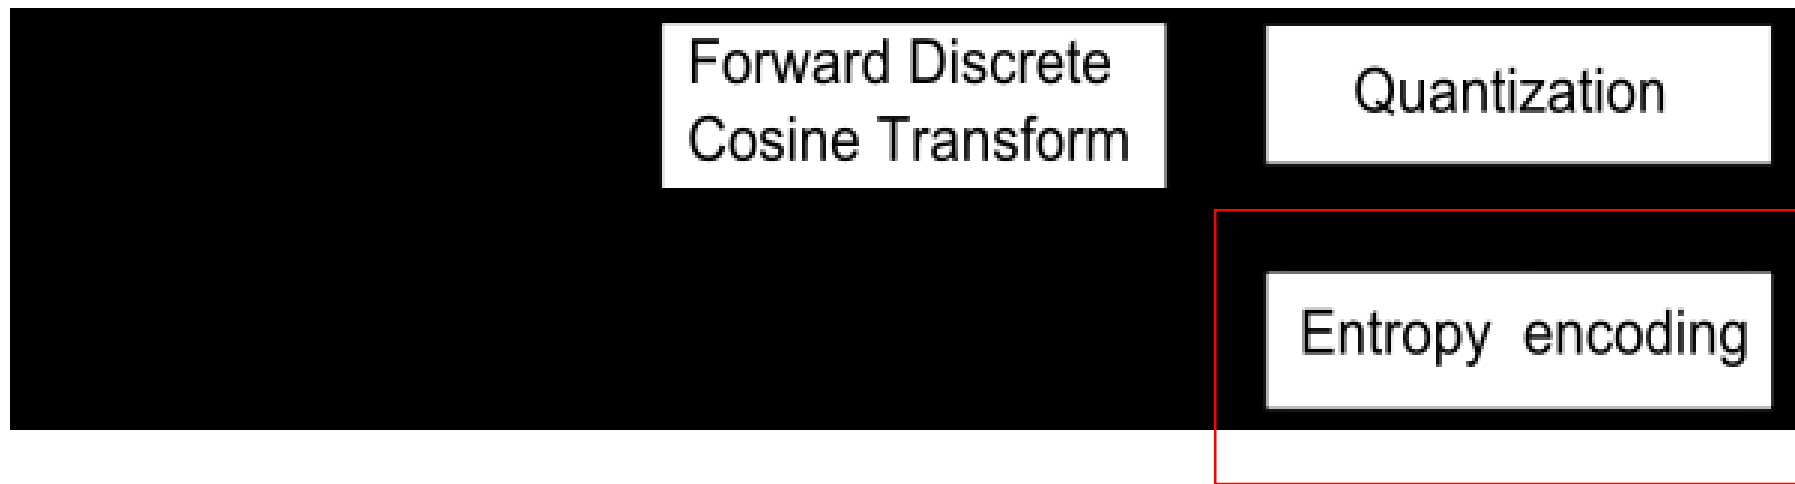 Forward Discrete
Cosine Transform
Quantization
Entropy encoding